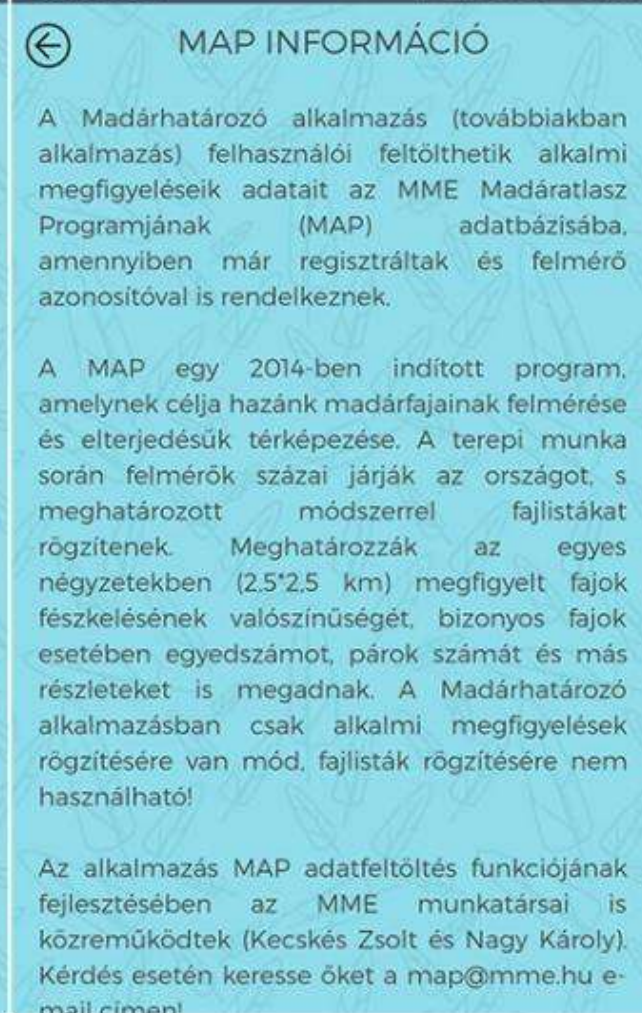 MAP INFORMÁCIÓ
A Madárhatározó alkalmazás (továbbiakban
alkalmazás) felhasználói feltölthetik alkalmi
megfigyeléseik adatait az MME Madáratlasz
Programjának (MAP) adatbázisába,
amennyiben már regisztráltak és felmérő
azonosítóval is rendelkeznek.
A MAP egy 2014-ben indított program,
amelynek célja hazánk madárfajainak felmérése
és elterjedésük térképezése. A terepi munka
során felmérők százai járják az országot, s
meghatározott módszerrel fajlistákat
rögzítenek. Meghatározzák az egyes
négyzetekben (2,5*2,5 km) megfigyelt fajok
fészkelésének valószínűségét, bizonyos fajok
esetében egyedszámot, párok számát és más
részleteket is megadnak. A Madárhatározó
alkalmazásban csak alkalmi megfigyelések
rögzítésére van mód, fajlisták rögzítésére nem
használható!
Az alkalmazás MAP adatfeltöltés funkciójának
fejlesztésében az MME munkatársai is
közreműködtek (Kecskés Zsolt és Nagy Károly).
Kérdés esetén keresse őket a map@mme.hu e-
mail címen!